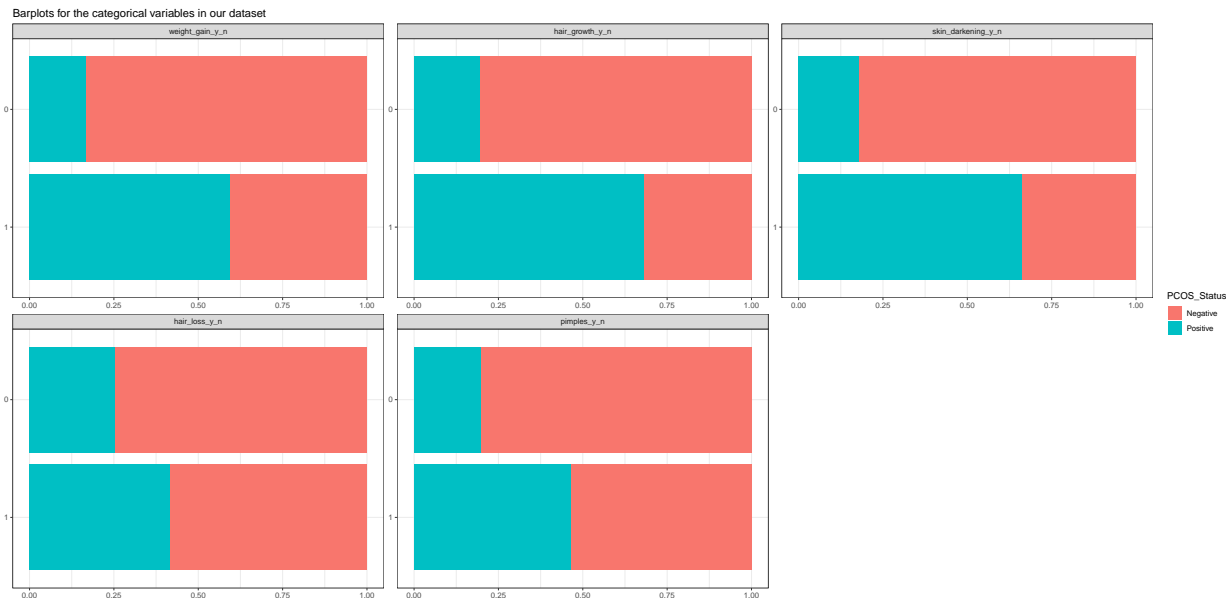 Barplots for the categorical variables in our dataset
weight_gain_y_n
hair_growth_y_n
skin_darkening_y_n
0
1
0.00 0.25 0.50 0.75 1.00
0
1
0.00 0.25 0.50 0.75 1.00
0
1
0.00 0.25 0.50 0.75 1.00
hair_loss_y_n
pimples_y_n
0
1
0.00 0.25 0.50 0.75 1.00
0
1
0.00 0.25 0.50 0.75 1.00
PCOS_Status
Negative
Positive